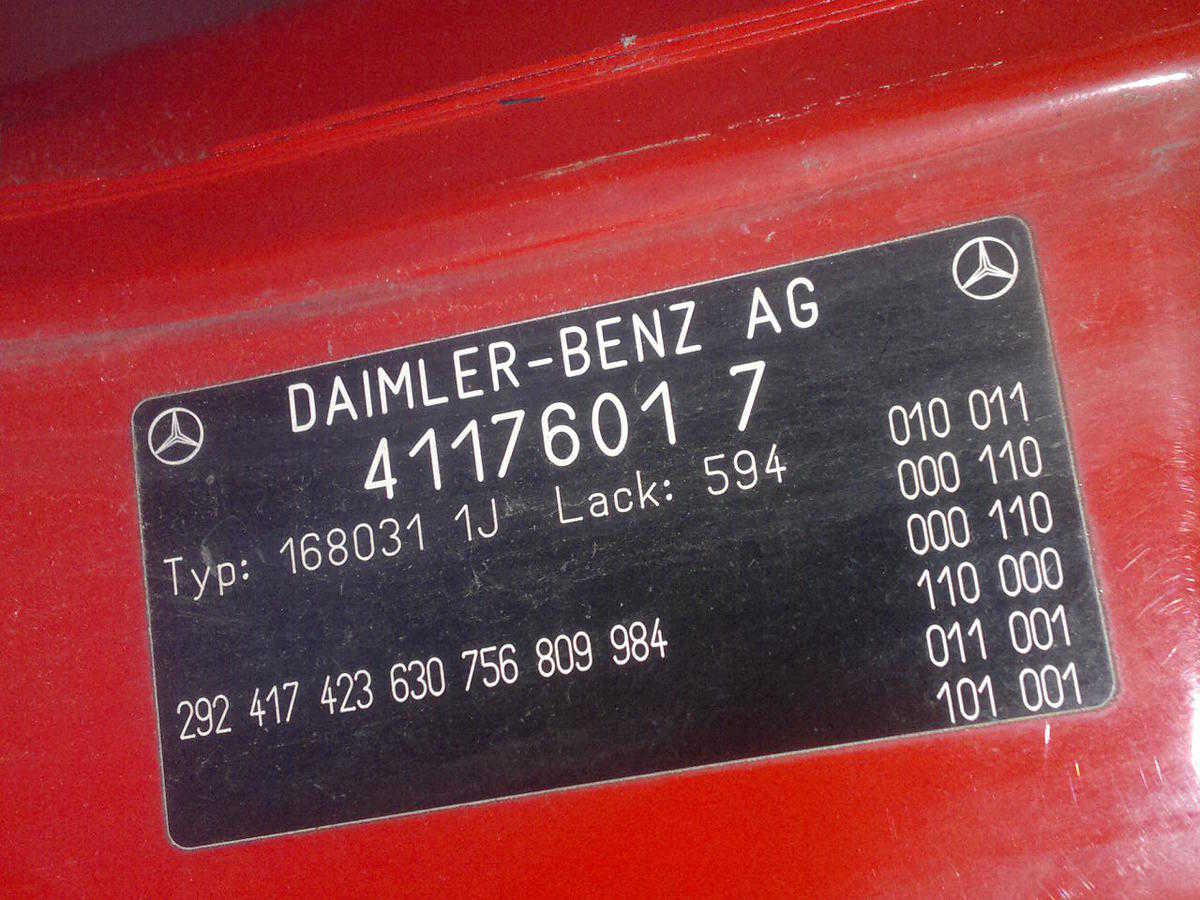 DAIMLER-BENZ AG
4117601 7
Typ: 168031 1J Lack: 594
292 417 423 630 756 809 984
010 011
000 110
000 110
110 000
011 001
101 001